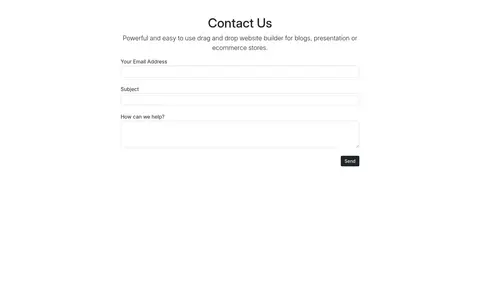 Contact Us
Powerful and easy to use drag and drop website builder for blogs, presentation or
ecommerce stores.
Your Email Address
Subject
How can we help?
Send